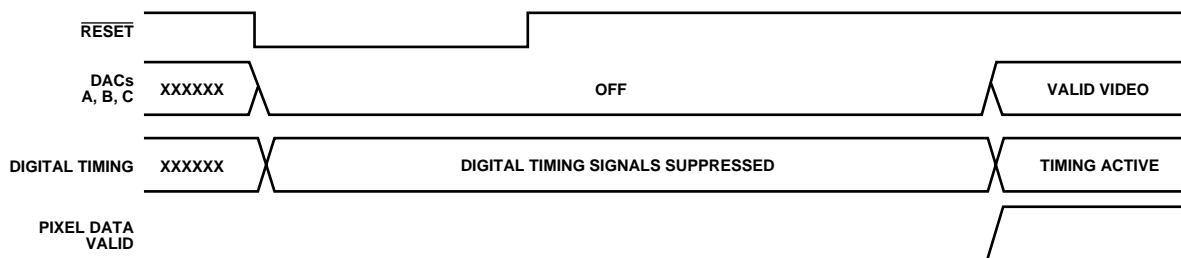 RESET
DACs
A, B, C
XXXXXX
OFF
VALID VIDEO
DIGITAL TIMING
XXXXXX
DIGITAL TIMING SIGNALS SUPPRESSED
TIMING ACTIVE
PIXEL DATA
VALID